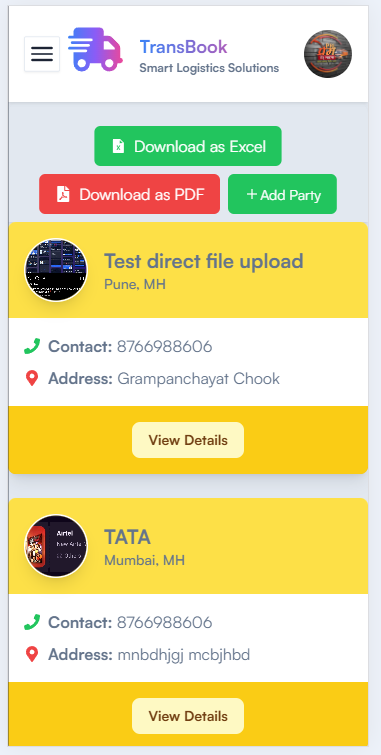 TransBook
Smart Logistics Solutions
Download as Excel
Download as PDF
+ Add Party
Test direct file upload
Pune, MH
Contact: 8766988606
Address: Grampanchayat Chook
View Details
Airtel
TATA
Mumbai, MH
Contact: 8766988606
Address: mnbdhjgj mcbjhbd
View Details